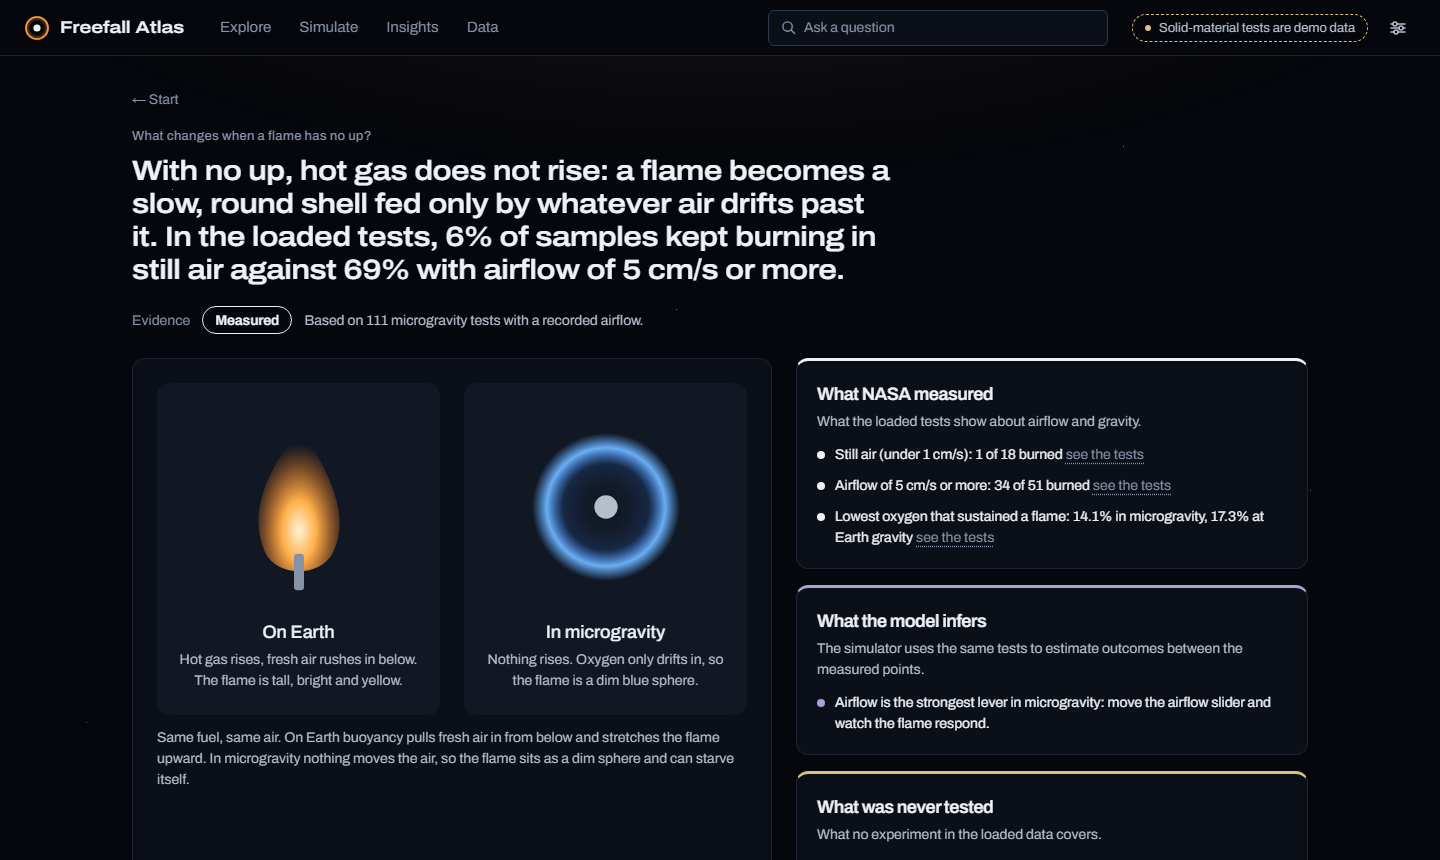 Freefall Atlas
Explore
Simulate
Insights
Data
Ask a question
Solid-material tests are demo data
← Start
What changes when a flame has no up?
With no up, hot gas does not rise: a flame becomes a
slow, round shell fed only by whatever air drifts past
it. In the loaded tests, 6% of samples kept burning in
still air against 69% with airflow of 5 cm/s or more.
Evidence
Measured
Based on 111 microgravity tests with a recorded airflow.
On Earth
Hot gas rises, fresh air rushes in below.
The flame is tall, bright and yellow.
In microgravity
Nothing rises. Oxygen only drifts in, so
the flame is a dim blue sphere.
Same fuel, same air. On Earth buoyancy pulls fresh air in from below and stretches the flame
upward. In microgravity nothing moves the air, so the flame sits as a dim sphere and can starve
itself.
What NASA measured
What the loaded tests show about airflow and gravity.
Still air (under 1 cm/s): 1 of 18 burned see the tests
Airflow of 5 cm/s or more: 34 of 51 burned see the tests
Lowest oxygen that sustained a flame: 14.1% in microgravity, 17.3% at
Earth gravity see the tests
What the model infers
The simulator uses the same tests to estimate outcomes between the
measured points.
Airflow is the strongest lever in microgravity: move the airflow slider and
watch the flame respond.
What was never tested
What no experiment in the loaded data covers.